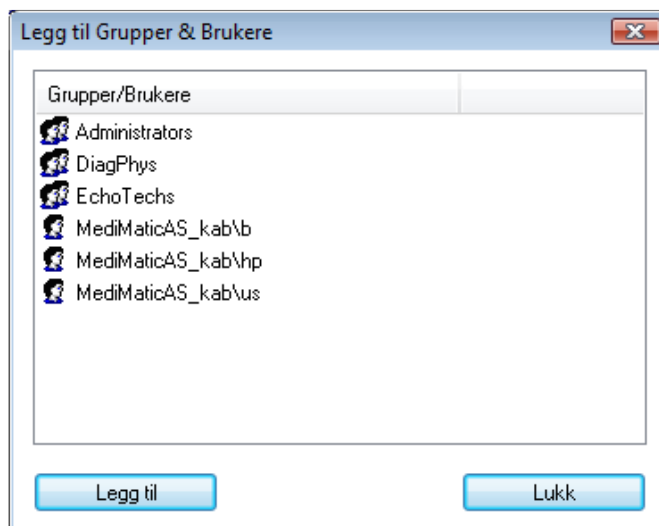 Legg til Grupper & Brukere
Grupper/Brukere
Administrators
DiagPhys
EchoTechs
MediMaticAS_kab\b
MediMaticAS_kab\hp
MediMaticAS_kab\us
Legg til
Lukk